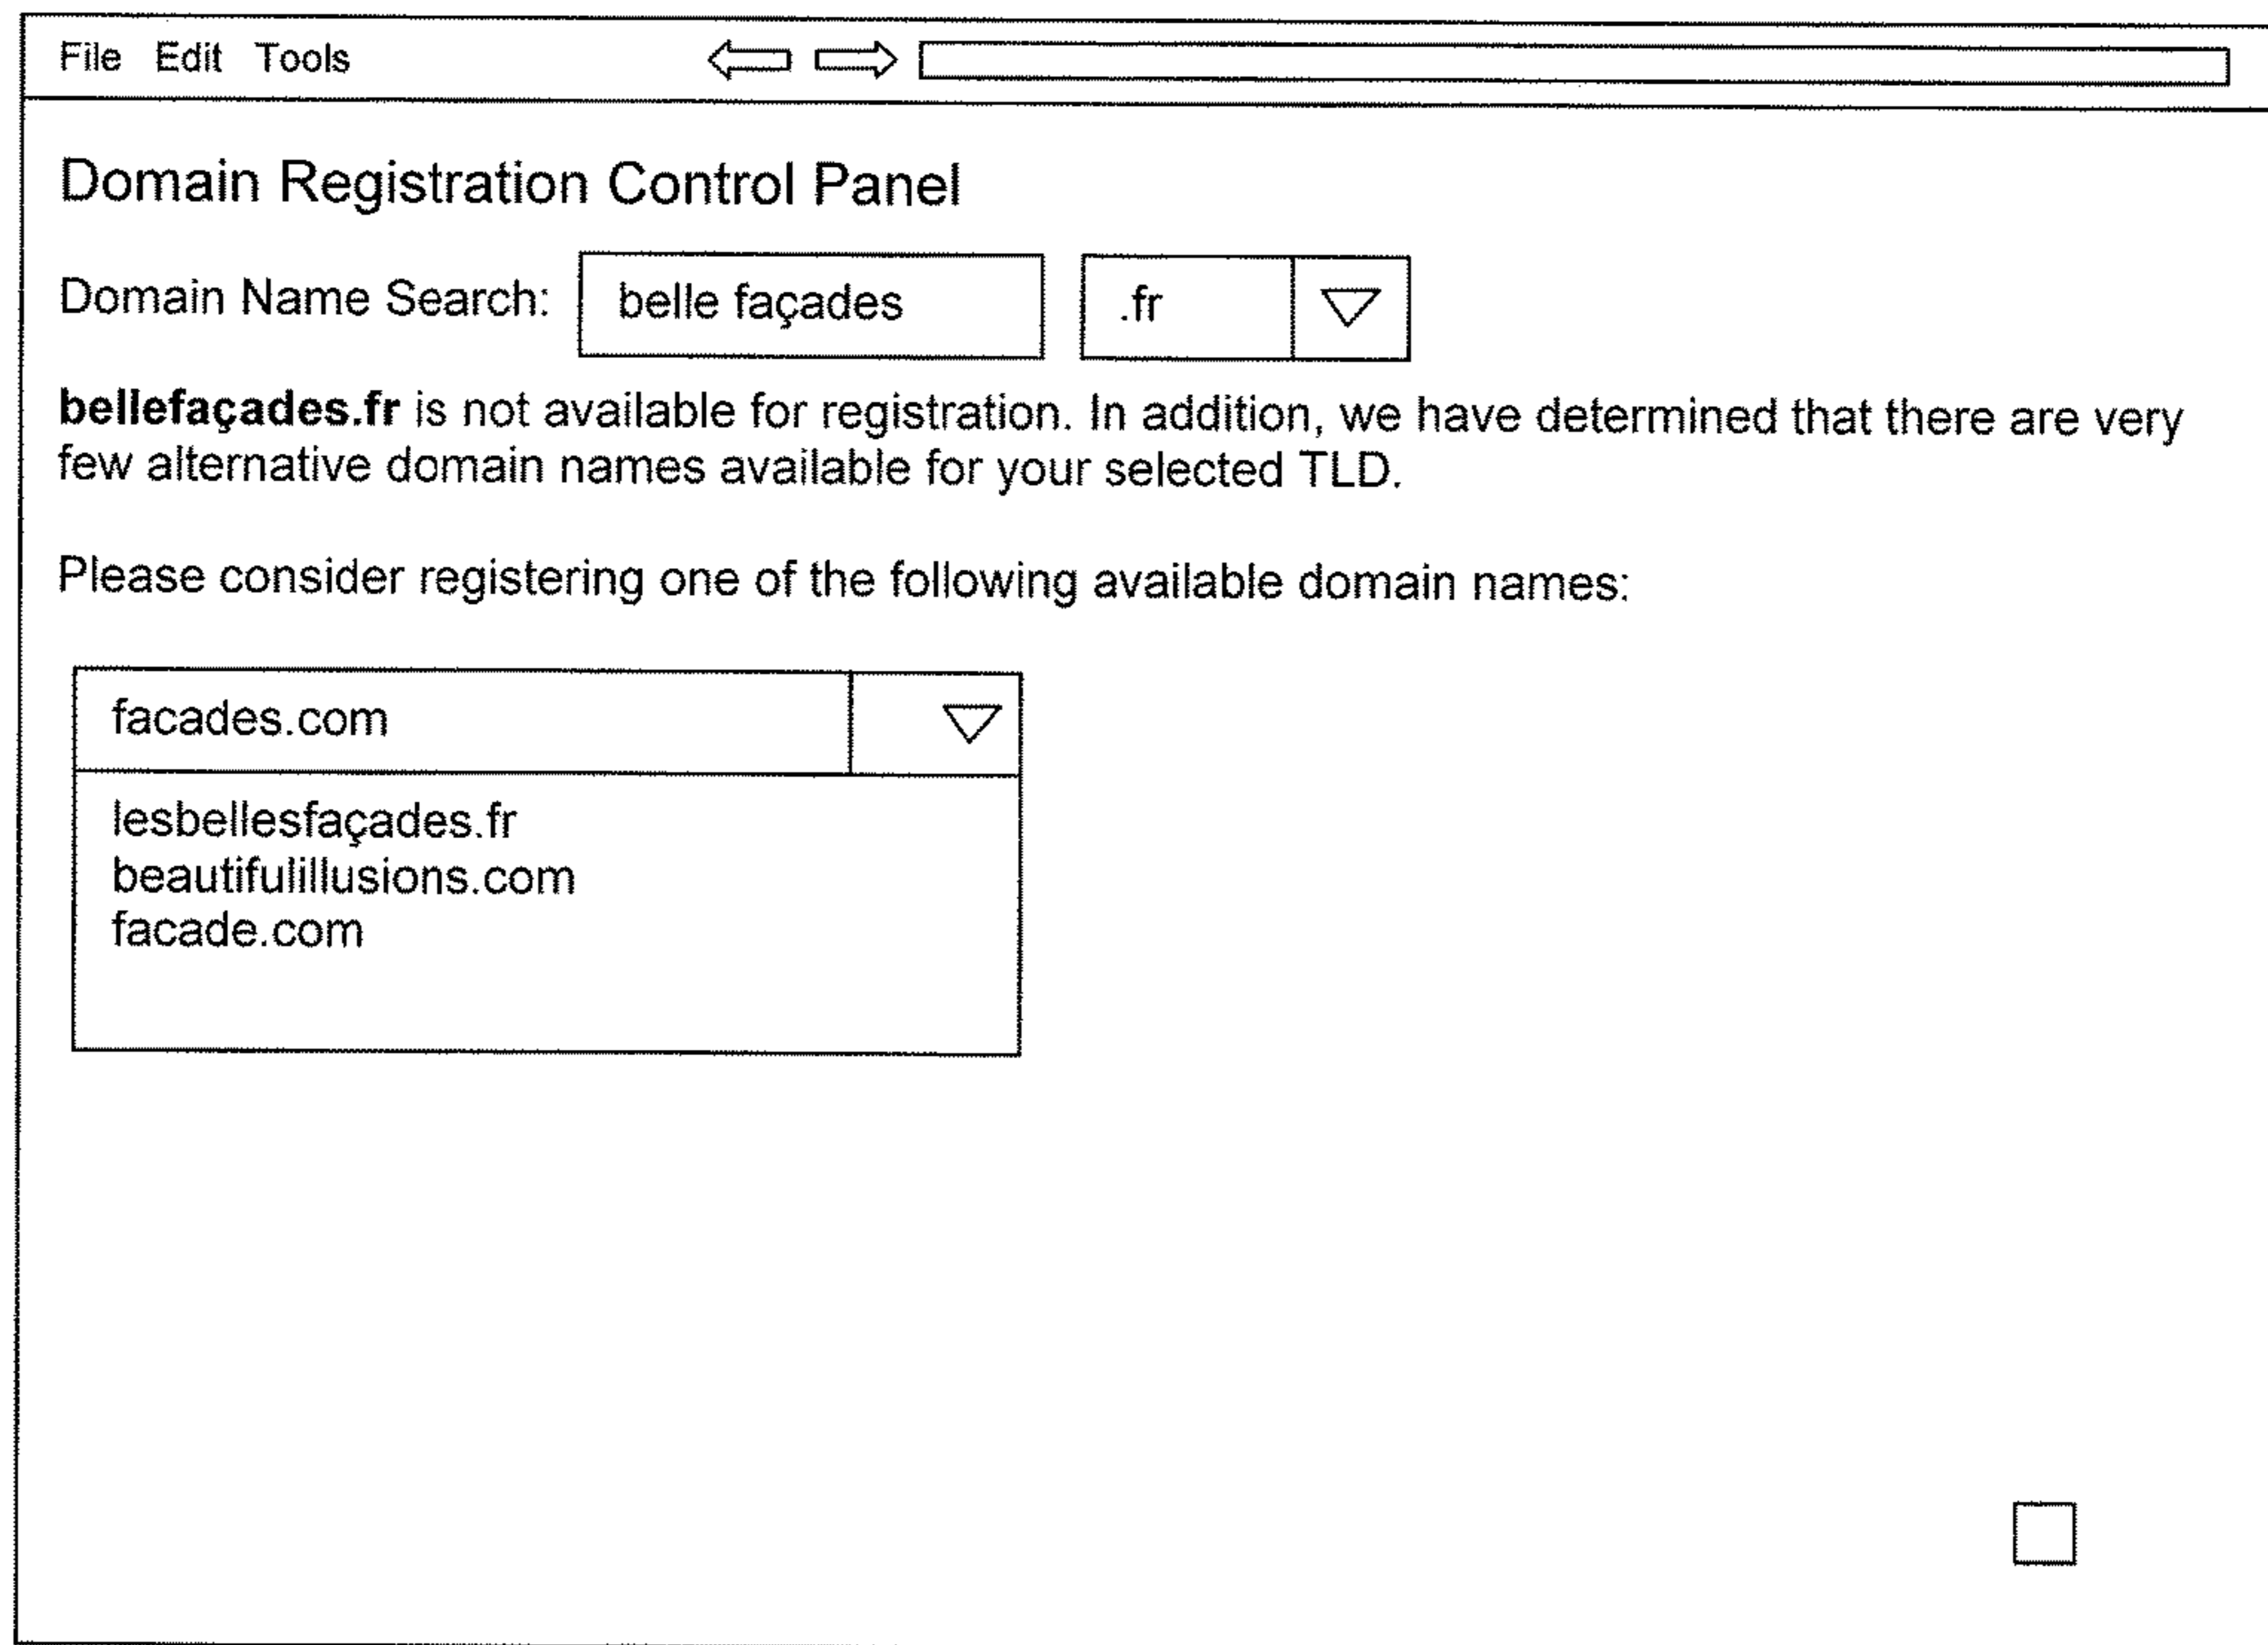 File Edit Tools
Domain Registration Control Panel
Domain Name Search: belle façades .fr
bellefaçades.fr is not available for registration. In addition, we have determined that there are very
few alternative domain names available for your selected TLD.
Please consider registering one of the following available domain names:
facades.com
lesbellesfaçades.fr
beautifulillusions.com
facade.com